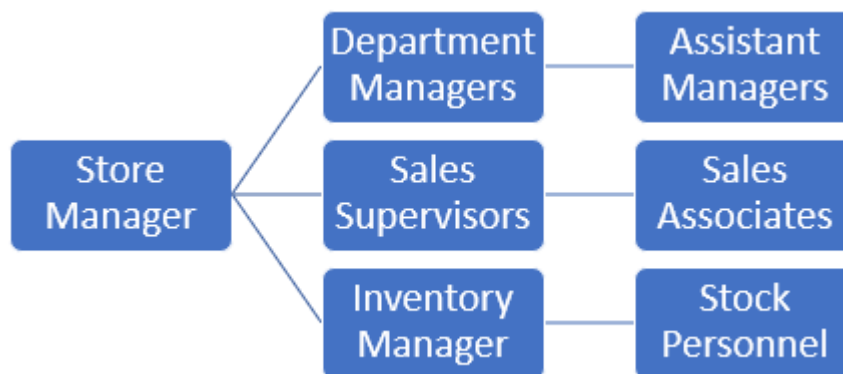 Department
Managers
Assistant
Managers
Store
Manager
Sales
Supervisors
Sales
Associates
Inventory
Manager
Stock
Personnel